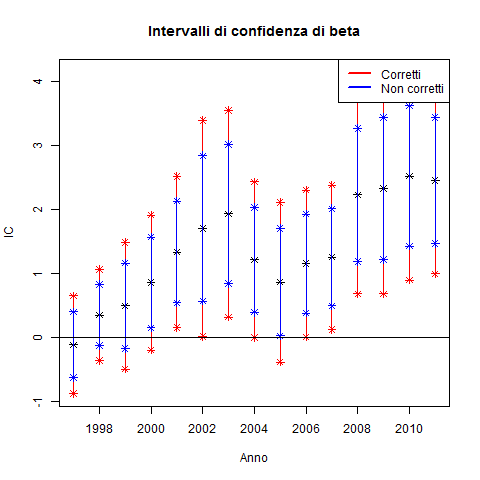 Intervalli di confidenza di beta
Corretti
Non corretti
IC
4
3
2
1
0
-1
1998 2000 2002 2004 2006 2008 2010
Anno